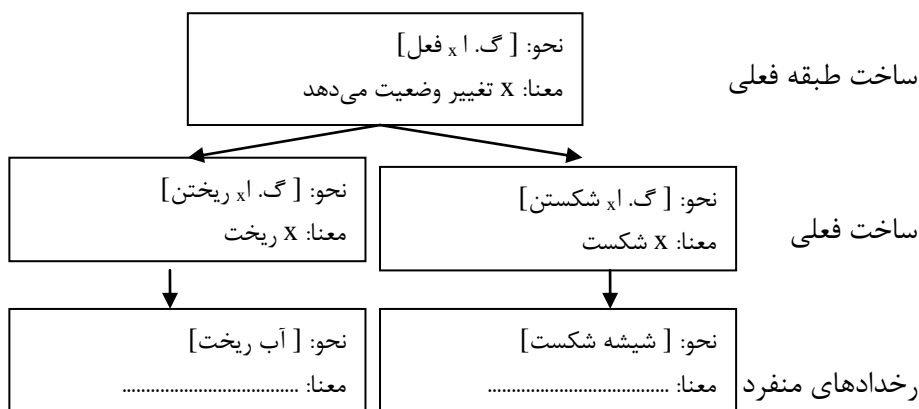 نحو: [ گ. ا x فعل]
معنا: x تغییر وضعیت می‌دهد
ساخت طبقه فعلی
نحو: [ گ. اx شکستن]
معنا: x شکست
نحو: [ گ. اx ریختن]
معنا: x ریخت
ساخت فعلی
نحو: [ شیشه شکست]
معنا: ......................................
نحو: [ آب ریخت]
معنا: ......................................
رخدادهای منفرد